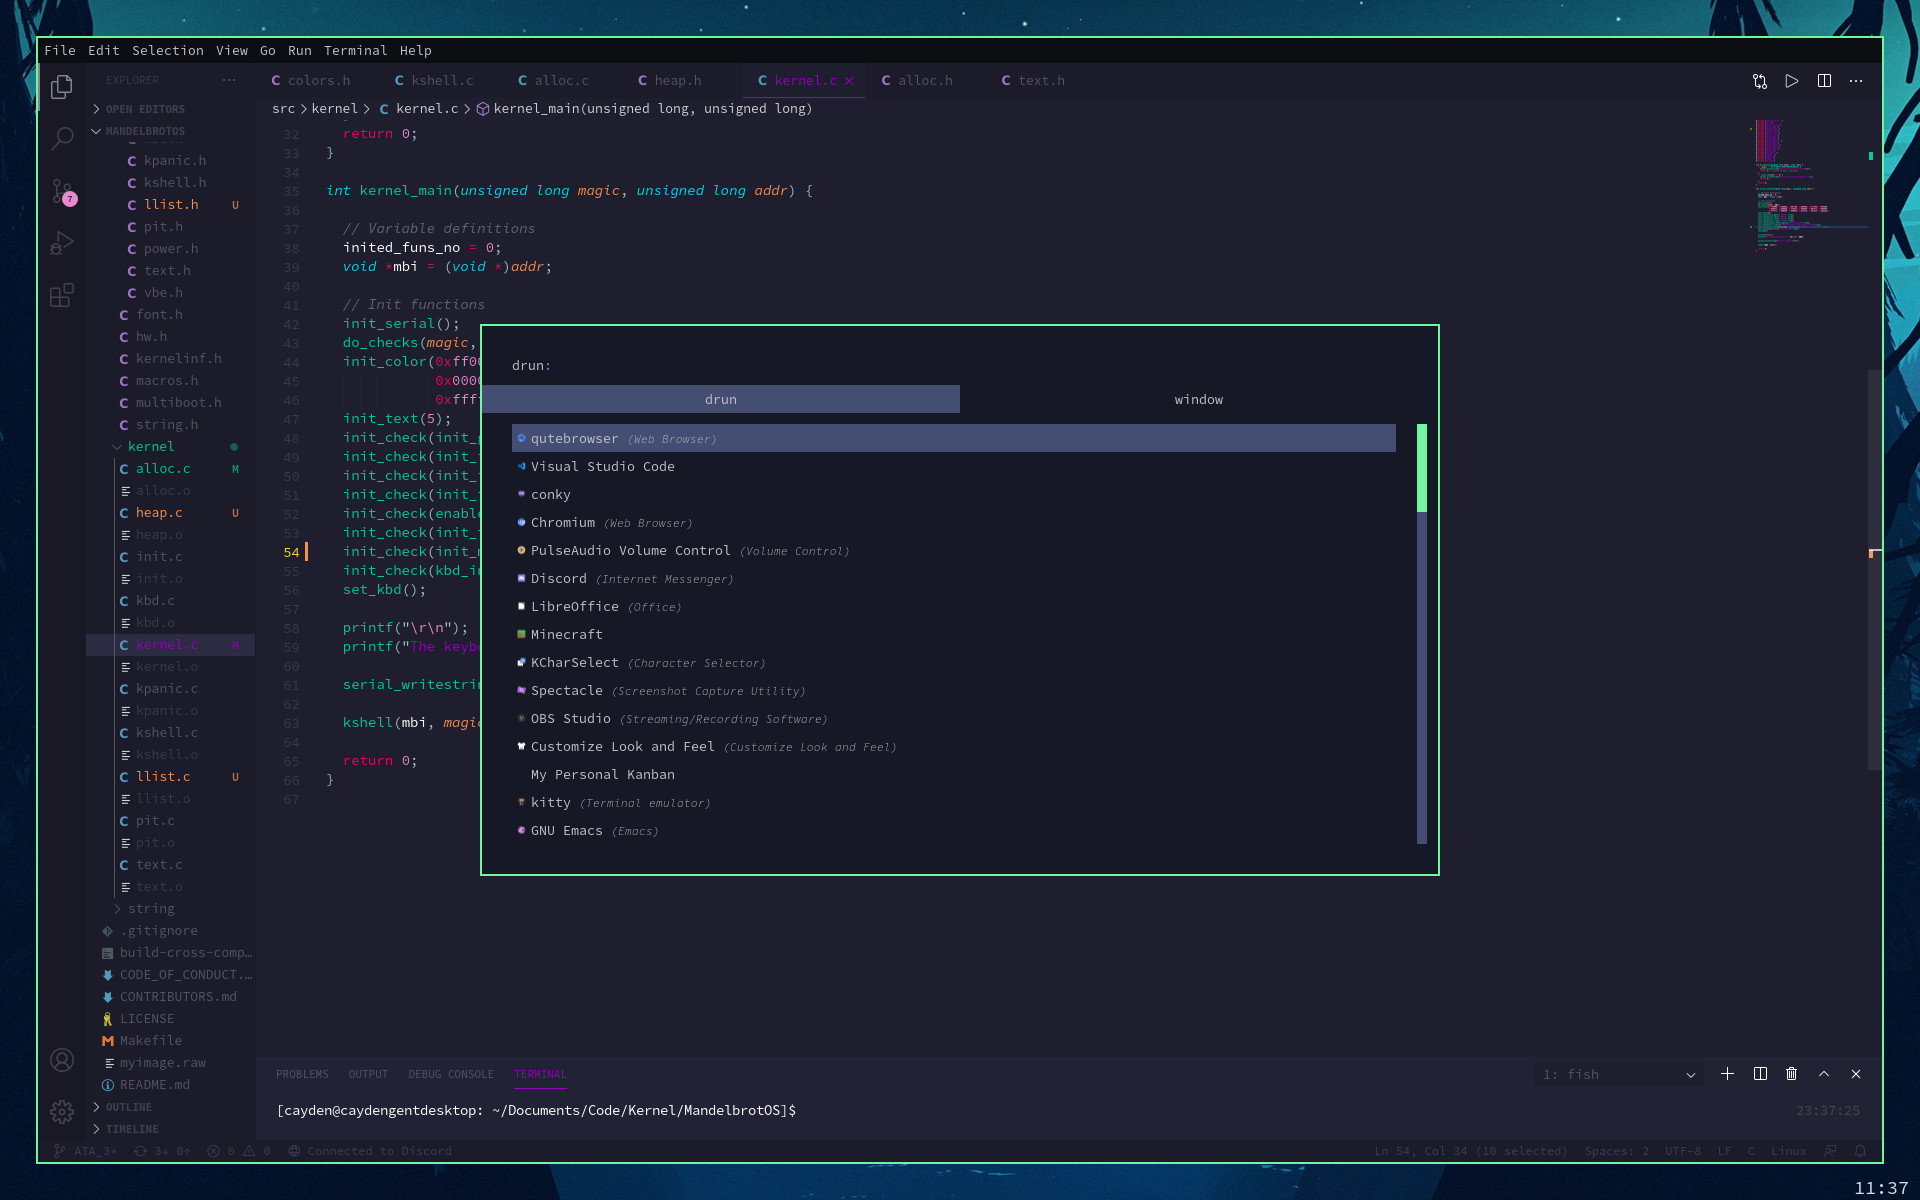 File Edit Selection View Go Run Terminal Help
EXPLORER ...
OPEN EDITORS
MANDELBROTOS
C kpanic.h
C kshell.h
C llist.h U
C pit.h
C power.h
C text.h
C vbe.h
C font.h
C hw.h
C kernelinf.h
C macros.h
C multiboot.h
C string.h
kernel
C alloc.c M
alloc.o
C heap.c U
heap.o
C init.c
init.o
C kbd.c
kbd.o
C kernel.c M
kernel.o
C kpanic.c
kpanic.o
C kshell.c
kshell.o
C llist.c U
llist.o
C pit.c
pit.o
C text.c
text.o
string
.gitignore
build-cross-comp...
CODE_OF_CONDUCT....
CONTRIBUTORS.md
LICENSE
Makefile
myimage.raw
README.md
OUTLINE
TIMELINE
7
C colors.h C kshell.c C alloc.c C heap.h C kernel.c × C alloc.h C text.h
src > kernel > C kernel.c > kernel_main(unsigned long, unsigned long)
32 return 0;
33 }
34
35 int kernel_main(unsigned long magic, unsigned long addr) {
36
37 // Variable definitions
38 inited_funs_no = 0;
39 void *mbi = (void *)addr;
40
41 // Init functions
42 init_serial();
43 do_checks(magic,
44 init_color(0xff00
45 0x000
46 0xfff
47 init_text(5);
48 init_check(init_
49 init_check(init_
50 init_check(init_
51 init_check(init_
52 init_check(enable
53 init_check(init_
54 init_check(init_
55 init_check(kbd_in
56 set_kbd();
57
58 printf("\r\n");
59 printf("The keyb
60
61 serial_writestrin
62
63 kshell(mbi, magic
64
65 return 0;
66 }
67
drun:
drun window
qutebrowser (Web Browser)
Visual Studio Code
conky
Chromium (Web Browser)
PulseAudio Volume Control (Volume Control)
Discord (Internet Messenger)
LibreOffice (Office)
Minecraft
KCharSelect (Character Selector)
Spectacle (Screenshot Capture Utility)
OBS Studio (Streaming/Recording Software)
Customize Look and Feel (Customize Look and Feel)
My Personal Kanban
kitty (Terminal emulator)
GNU Emacs (Emacs)
PROBLEMS OUTPUT DEBUG CONSOLE TERMINAL 1: fish
[cayden@caydengentdesktop: ~/Documents/Code/Kernel/MandelbrotOS]$ 23:37:25
ATA_3* 3↓ 0↑ 0 0 Connected to Discord Ln 54, Col 34 (10 selected) Spaces: 2 UTF-8 LF C Linux
11:37